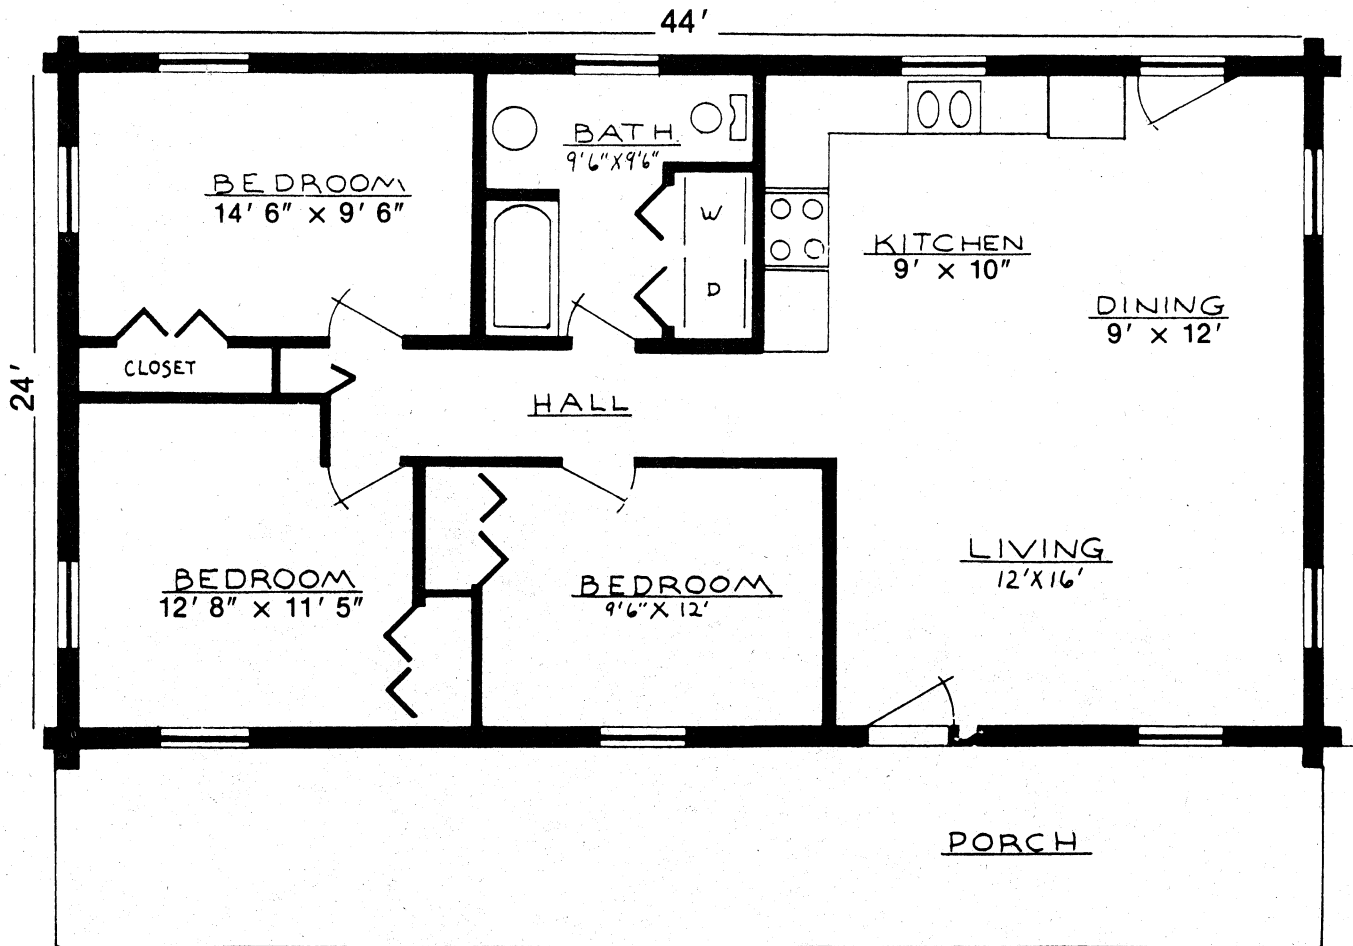 44'
BATH.
9'6"X9'6"
BEDROOM
14' 6" x 9' 6"
W
KITCHEN
9' x 10"
D
DINING
9' x 12'
CLOSET
24'
HALL
LIVING
12'X16'
BEDROOM
12' 8" x 11' 5"
BEDROOM
9'6"X 12'
PORCH